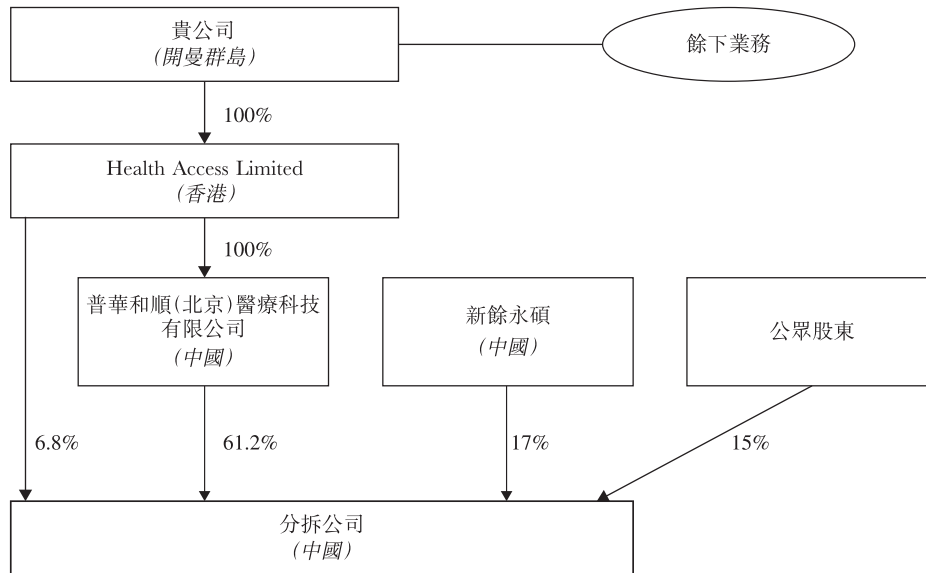 貴公司
(開曼群島)
餘下業務
100%
Health Access Limited
(香港)
100%
普華和順(北京)醫療科技
有限公司
(中國)
新餘永碩
(中國)
公眾股東
6.8%
61.2%
17%
15%
分拆公司
(中國)